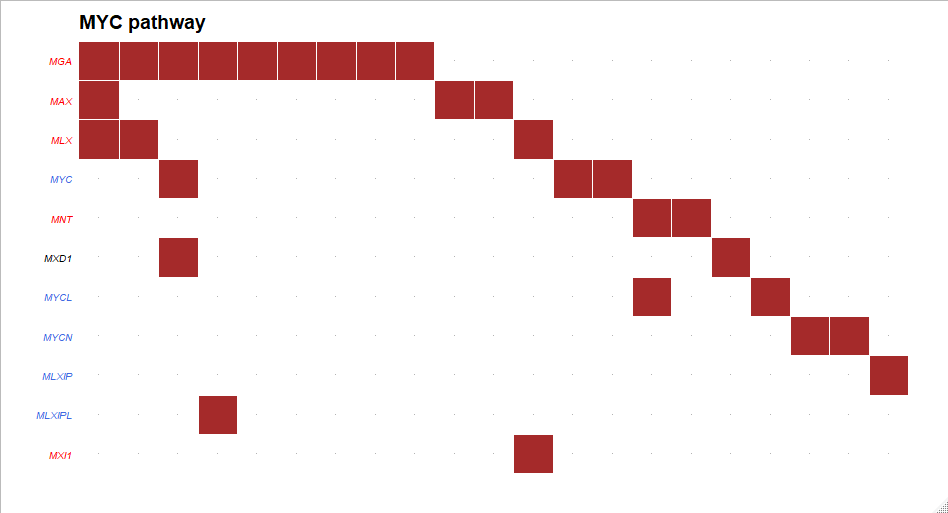 MYC pathway
MGA
MAX
MLX
MYC
MNT
MXD1
MYCL
MYCN
MLXIP
MLXIPL
MXI1